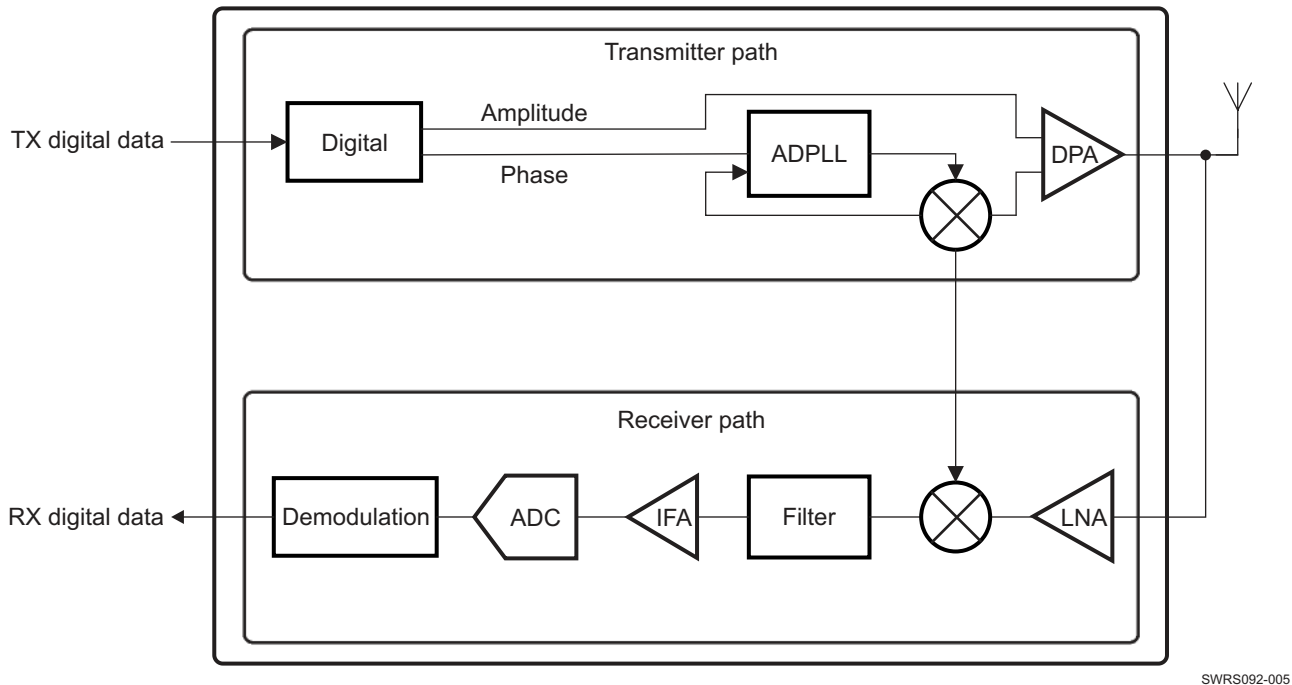 Transmitter path
Amplitude
TX digital data
Digital
ADPLL
DPA
Phase
Receiver path
RX digital data
Demodulation
ADC
IFA
Filter
LNA
SWRS092-005